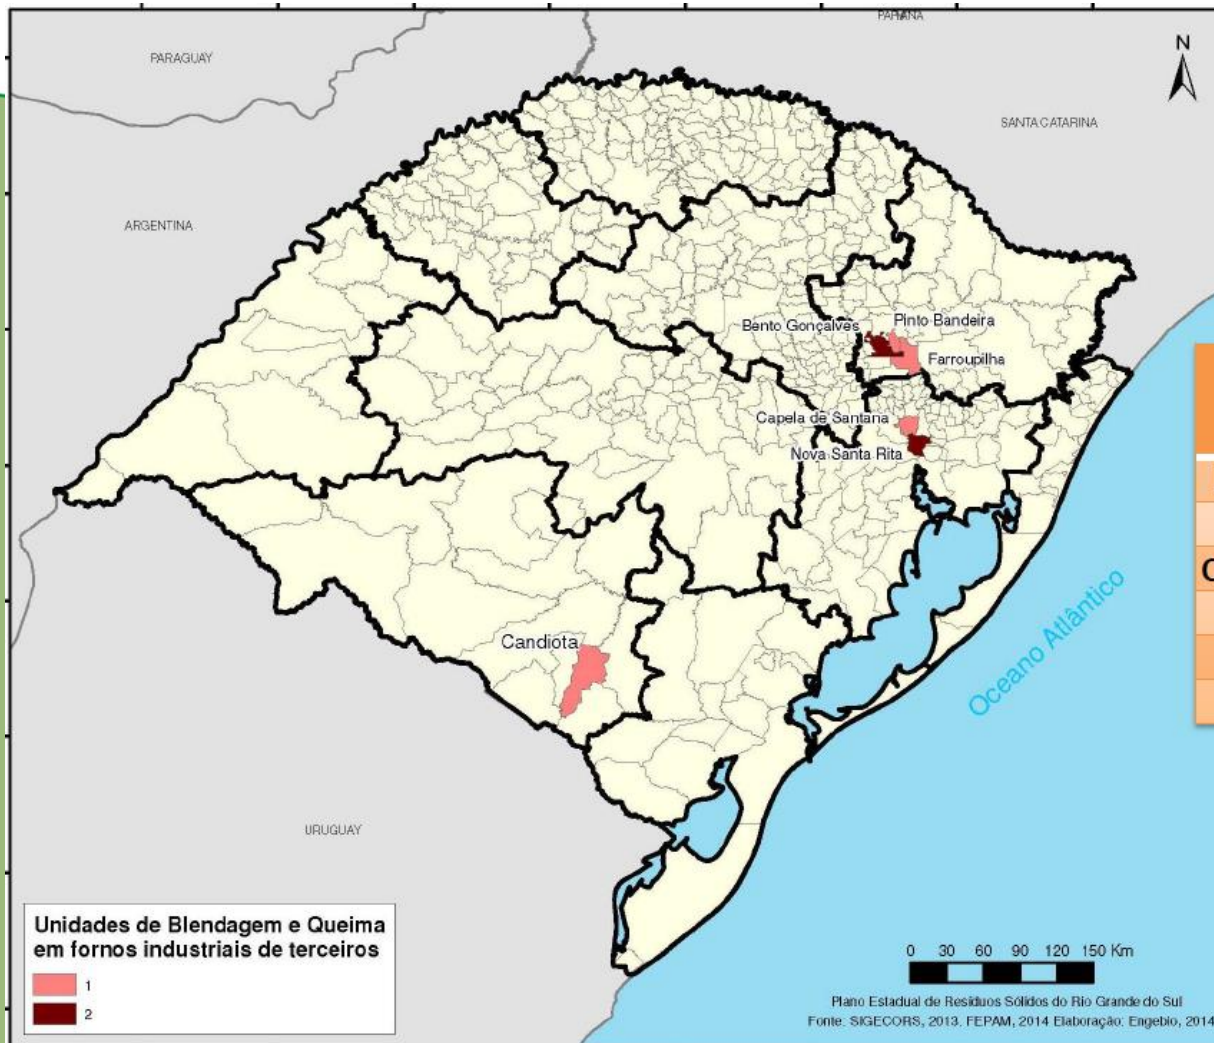 PARAGUAY
N
SANTA CATARINA
ARGENTINA
Bento Gonçalves
Pinto Bandeira
Farroupilha
Capela de Santana
Nova Santa Rita
Candiota
Oceano Atlântico
URUGUAY
Unidades de Blendagem e Queima
em fornos industriais de terceiros
1
2
0 30 60 90 120 150 Km
Plano Estadual de Resíduos Sólidos do Rio Grande do Sul
Fonte: SIGECORS, 2013. FEPAM, 2014 Elaboração: Engebio, 2014